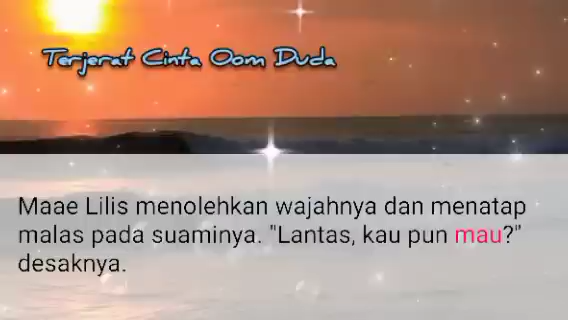 Terjerat Cinta Oom Duda
Maae Lilis menolehkan wajahnya dan menatap
malas pada suaminya. "Lantas, kau pun mau?"
desaknya.